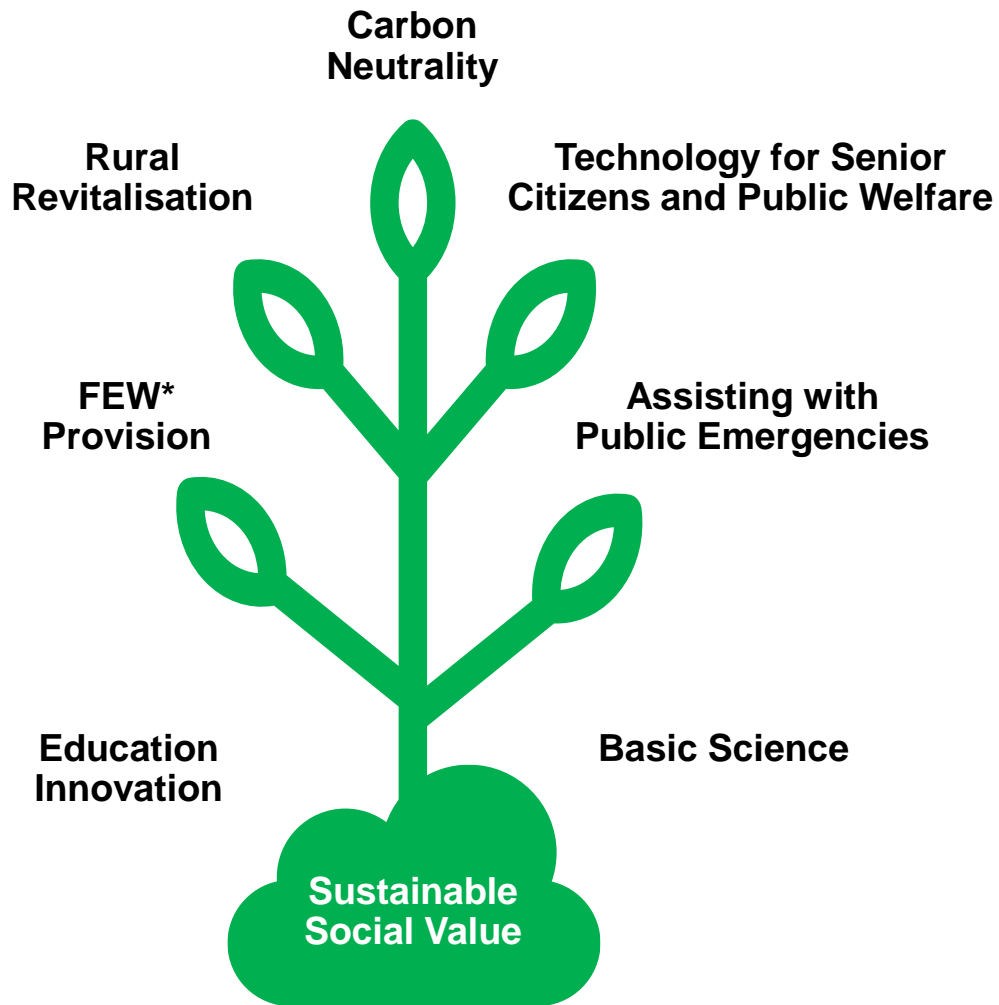 Carbon
Neutrality
Rural
Revitalisation
Technology for Senior
Citizens and Public Welfare
FEW*
Provision
Assisting with
Public Emergencies
Education
Innovation
Basic Science
Sustainable
Social Value